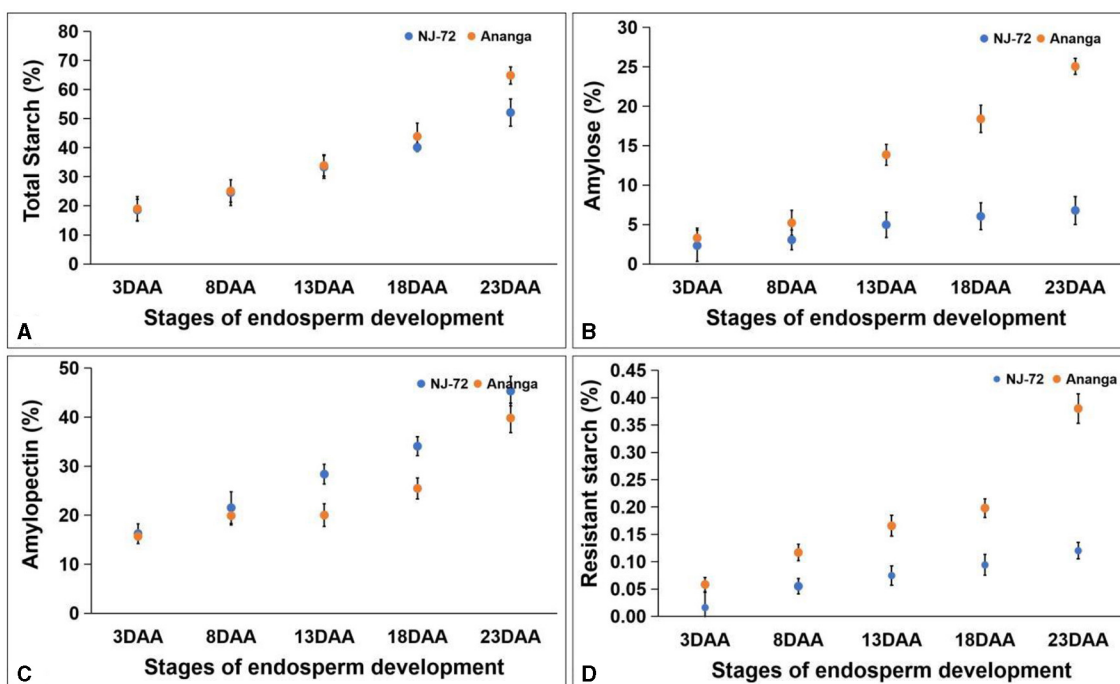 80
70
60
50
40
30
20
10
0
Total Starch (%)
NJ-72 Ananga
3DAA 8DAA 13DAA 18DAA 23DAA
Stages of endosperm development
A
30
25
20
15
10
5
0
Amylose (%)
NJ-72 Ananga
3DAA 8DAA 13DAA 18DAA 23DAA
Stages of endosperm development
B
50
40
30
20
10
0
Amylopectin (%)
NJ-72 Ananga
3DAA 8DAA 13DAA 18DAA 23DAA
Stages of endosperm development
C
0.45
0.40
0.35
0.30
0.25
0.20
0.15
0.10
0.05
0.00
Resistant starch (%)
NJ-72 Ananga
3DAA 8DAA 13DAA 18DAA 23DAA
Stages of endosperm development
D